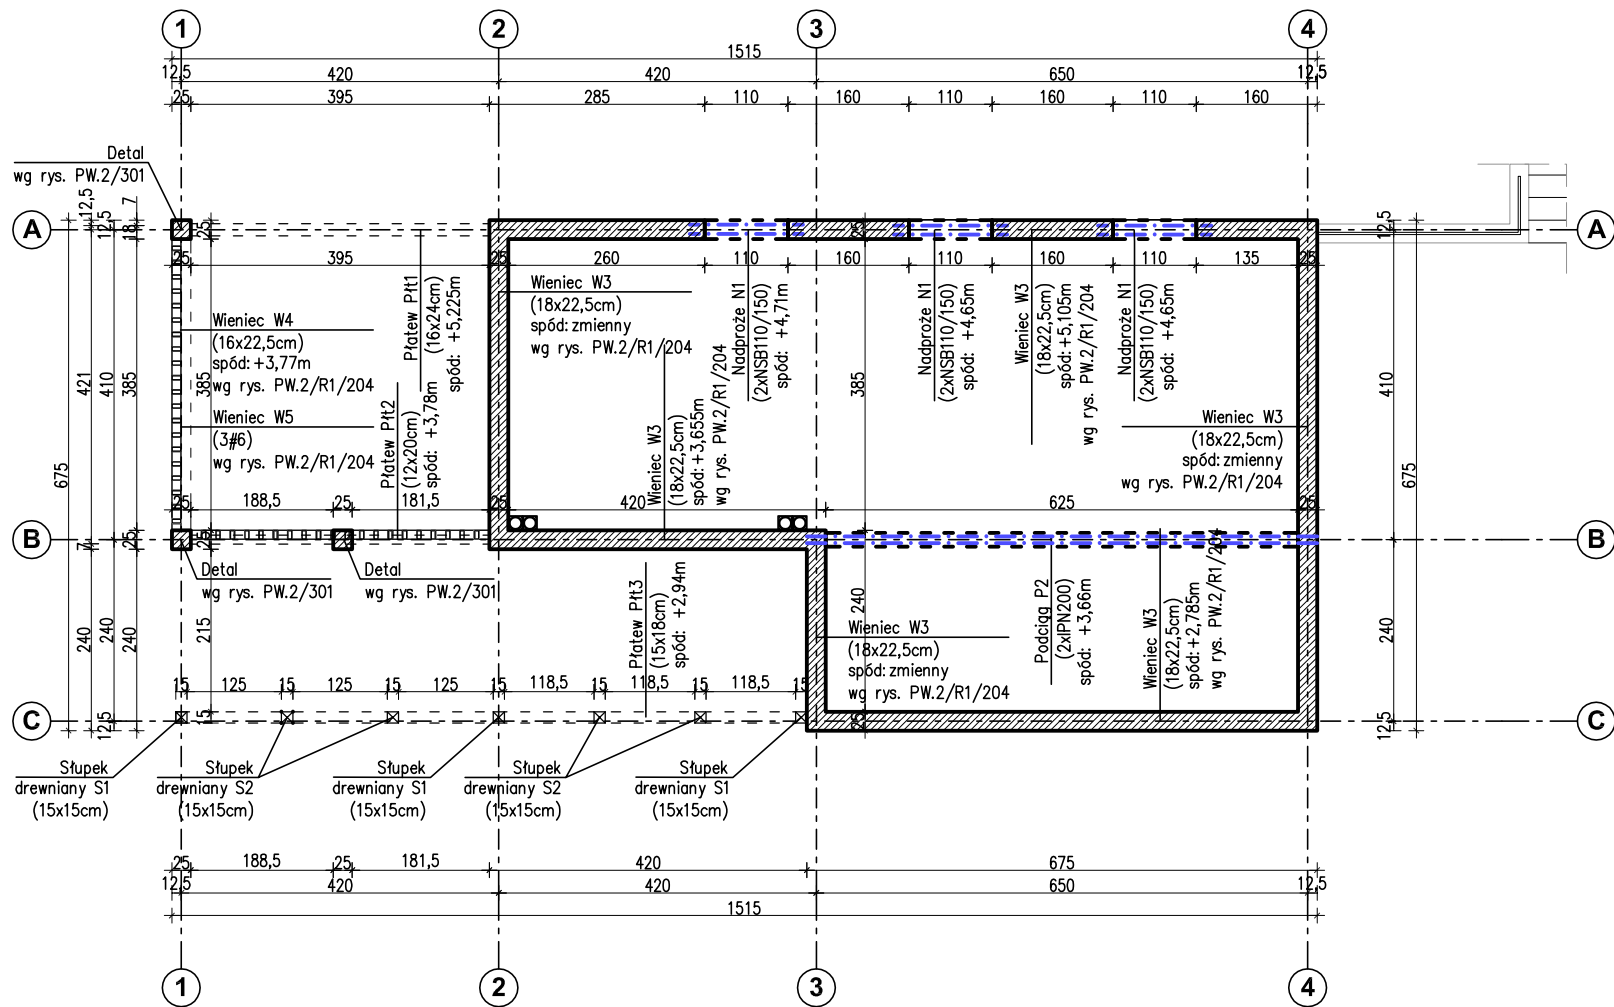 1
2
3
4
1515
12,5
420
420
650
12,5
25
395
285
110
160
110
160
110
160
Detal
wg rys. PW.2/301
12,5
7
12,5
18
25
25
12,5
A
A
25
395
25
260
110
160
110
160
110
135
25
Płatew Płt1
(16x24cm)
spód: +5,225m
Wieniec W3
(18x22,5cm)
spód: zmienny
wg rys. PW.2/R1/204
Nadproże N1
(2xNSB110/150)
spód: +4,71m
Nadproże N1
(2xNSB110/150)
spód: +4,65m
Wieniec W3
(18x22,5cm)
spód:+5,105m
wg rys. PW.2/R1/204
Nadproże N1
(2xNSB110/150)
spód: +4,65m
Wieniec W4
(16x22,5cm)
spód:+3,77m
wg rys. PW.2/R1/204
Wieniec W5
(3#6)
wg rys. PW.2/R1/204
Płatew Płt2
(12x20cm)
spód: +3,78m
Wieniec W3
(18x22,5cm)
spód:+3,655m
wg rys. PW.2/R1/204
Wieniec W3
(18x22,5cm)
spód: zmienny
wg rys. PW.2/R1/204
675
421
410
385
385
385
410
675
25
188,5
25
181,5
25
420
625
25
B
B
7
25
25
Detal
wg rys. PW.2/301
Detal
wg rys. PW.2/301
240
240
240
215
240
240
Płatew Płt3
(15x18cm)
spód: +2,94m
Wieniec W3
(18x22,5cm)
spód: zmienny
wg rys. PW.2/R1/204
Podciąg P2
(2xIPN200)
spód: +3,66m
Wieniec W3
(18x22,5cm)
spód:+2,785m
wg rys. PW.2/R1/204
15
125
15
125
15
125
15
118,5
15
118,5
15
118,5
15
C
C
12,5
15
25
12,5
Słupek
drewniany S1
(15x15cm)
Słupek
drewniany S2
(15x15cm)
Słupek
drewniany S1
(15x15cm)
Słupek
drewniany S2
(15x15cm)
Słupek
drewniany S1
(15x15cm)
25
188,5
25
181,5
420
675
12,5
420
420
650
12,5
1515
1
2
3
4